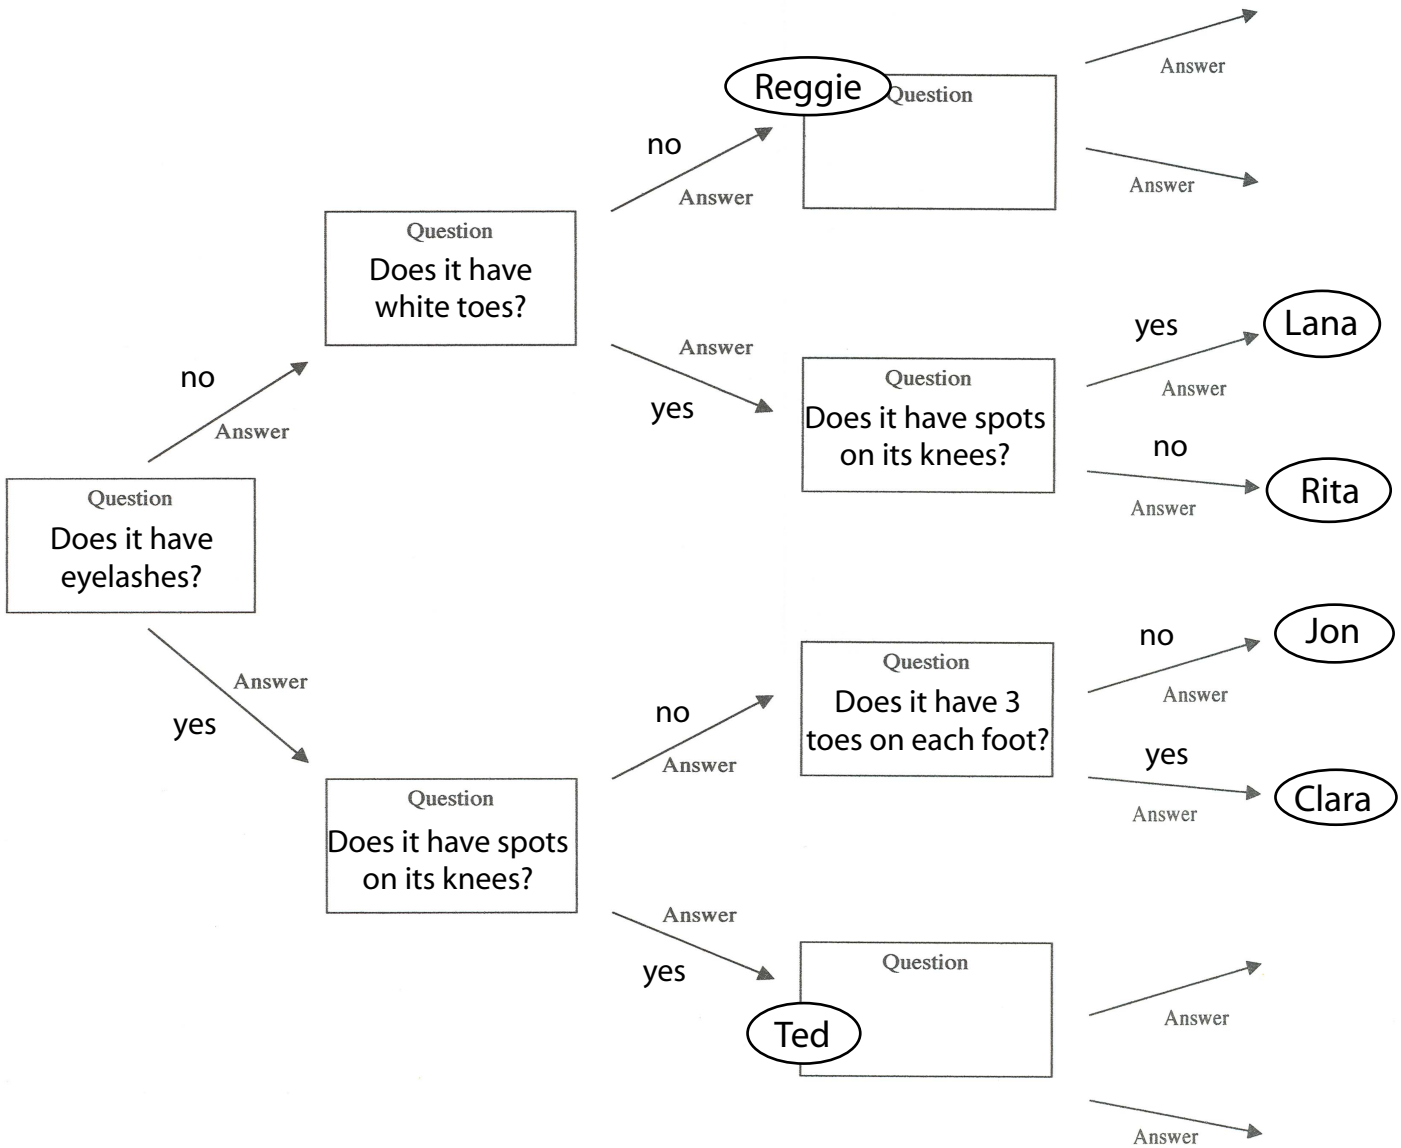 Answer
Reggie
Question
no
Answer
Answer
Question
Does it have
white toes?
Answer
yes
yes
Lana
Answer
Question
Does it have spots
on its knees?
no
Answer
Rita
no
Answer
Question
Does it have
eyelashes?
Answer
yes
no
Answer
Question
Does it have 3
toes on each foot?
no
Jon
Answer
yes
Clara
Answer
Question
Does it have spots
on its knees?
Answer
yes
Question
Ted
Answer
Answer